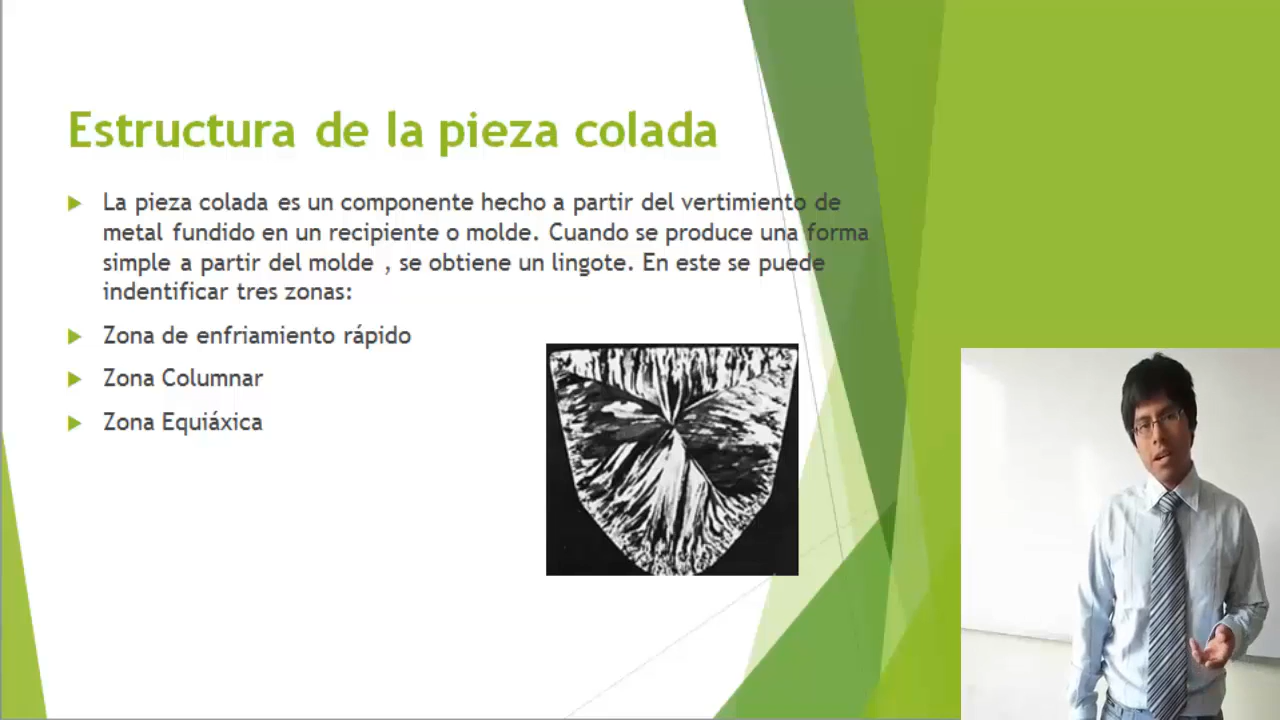 Estructura de la pieza colada
La pieza colada es un componente hecho a partir del vertimiento de
metal fundido en un recipiente o molde. Cuando se produce una forma
simple a partir del molde , se obtiene un lingote. En este se puede
indentificar tres zonas:
Zona de enfriamiento rápido
Zona Columnar
Zona Equiáxica